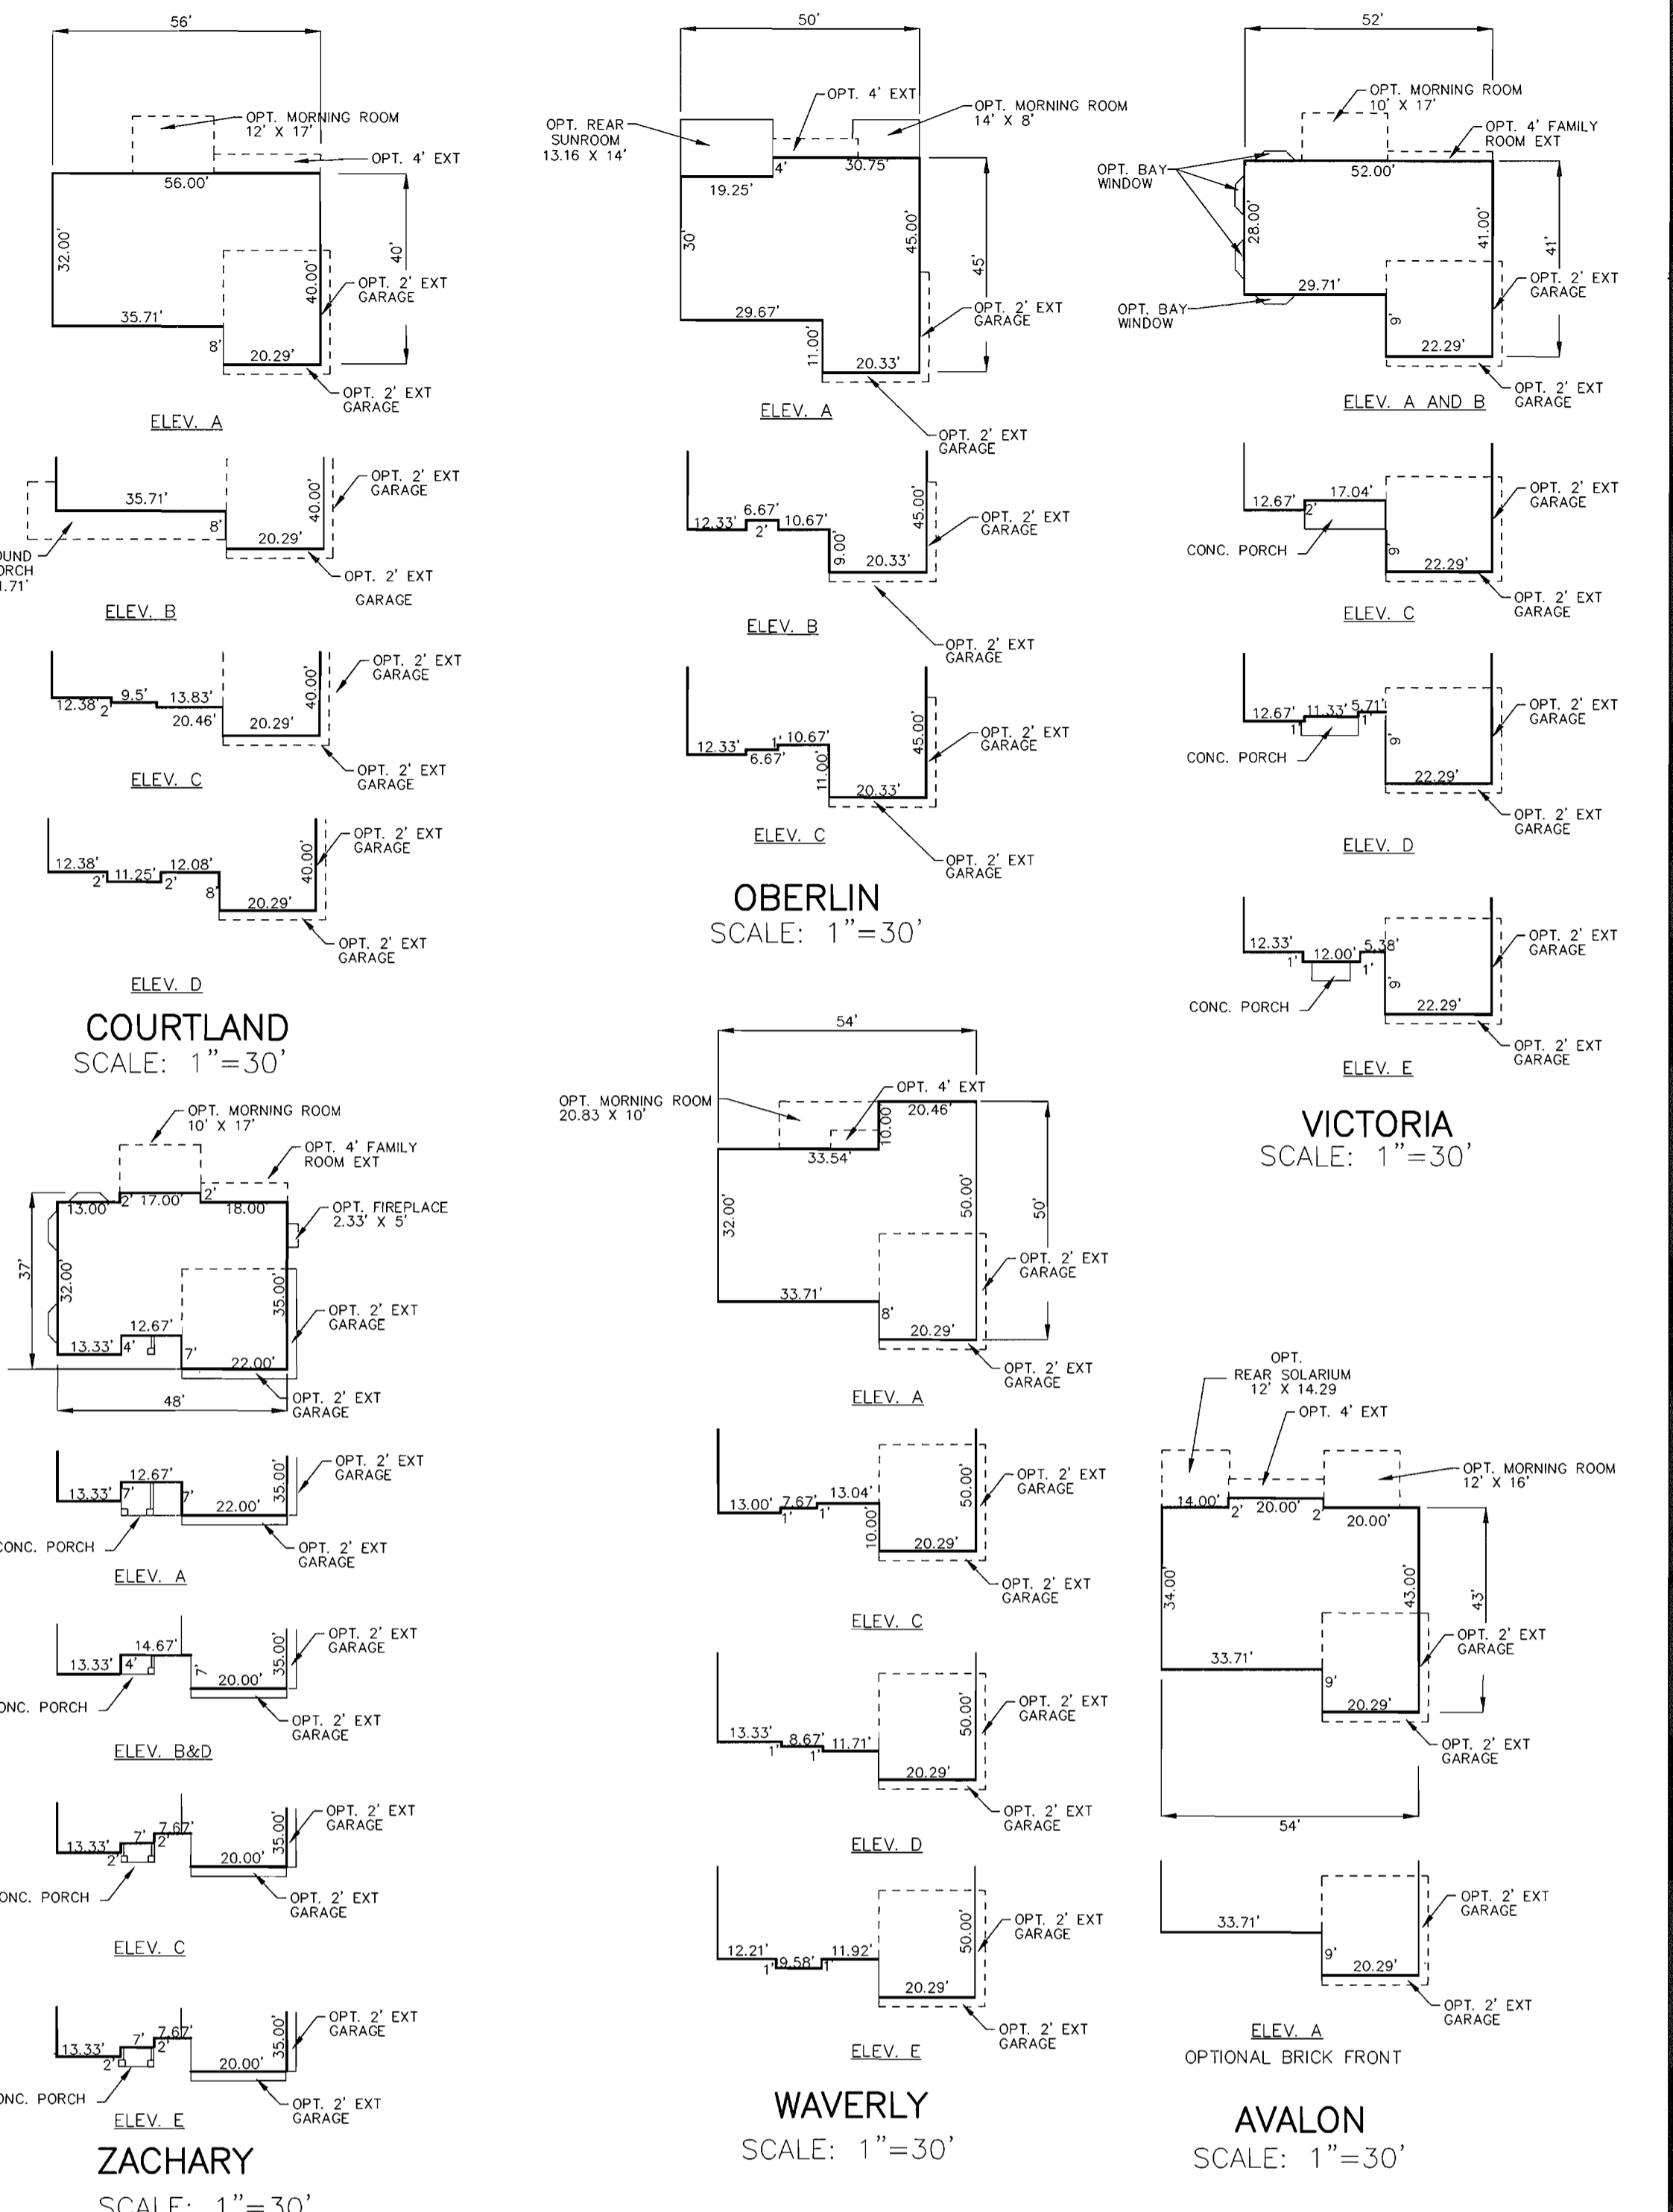 56'
OPT. MORNING ROOM
12' X 17'
OPT. 4' EXT
56.00'
32.00'
40'
40.00'
OPT. 2' EXT
GARAGE
35.71'
8'
20.29'
OPT. 2' EXT
GARAGE
ELEV. A
OPT. 2' EXT
GARAGE
35.71'
40.00'
8'
20.29'
OPT. 2' EXT
GARAGE
ELEV. B
OPT. 2' EXT
GARAGE
40.00'
12.38'
2'
9.5'
13.83'
20.46'
20.29'
OPT. 2' EXT
GARAGE
ELEV. C
OPT. 2' EXT
GARAGE
40.00'
12.38'
2'
11.25'
2'
12.08'
8'
20.29'
OPT. 2' EXT
GARAGE
ELEV. D
COURTLAND
SCALE: 1"=30'
OPT. MORNING ROOM
10' X 17'
OPT. 4' FAMILY
ROOM EXT
13.00'
2'
17.00'
2'
18.00'
OPT. FIREPLACE
2.33' X 5'
37'
32.00'
35.00'
OPT. 2' EXT
GARAGE
13.33'
4'
12.67'
7'
22.00'
48'
OPT. 2' EXT
GARAGE
OPT. 2' EXT
GARAGE
12.67'
13.33'
7'
7'
35.00'
22.00'
CONC. PORCH
OPT. 2' EXT
GARAGE
ELEV. A
OPT. 2' EXT
GARAGE
14.67'
13.33'
4'
7'
35.00'
20.00'
ONC. PORCH
OPT. 2' EXT
GARAGE
ELEV. B&D
OPT. 2' EXT
GARAGE
7'
7.67'
13.33'
2'
2'
35.00'
20.00'
ONC. PORCH
OPT. 2' EXT
GARAGE
ELEV. C
OPT. 2' EXT
GARAGE
7'
7.67'
13.33'
2'
2'
35.00'
20.00'
ONC. PORCH
OPT. 2' EXT
GARAGE
ELEV. E
ZACHARY
SCALE: 1"=30'
50'
OPT. 4' EXT
OPT. MORNING ROOM
14' X 8'
OPT. REAR
SUNROOM
13.16 X 14'
4'
30.75'
19.25'
30'
45.00'
45'
29.67'
11.00'
20.33'
OPT. 2' EXT
GARAGE
ELEV. A
OPT. 2' EXT
GARAGE
12.33'
6.67'
2'
10.67'
9.00'
45.00'
20.33'
OPT. 2' EXT
GARAGE
ELEV. B
OPT. 2' EXT
GARAGE
12.33'
6.67'
1'
10.67'
11.00'
45.00'
20.33'
OPT. 2' EXT
GARAGE
ELEV. C
OPT. 2' EXT
GARAGE
OBERLIN
SCALE: 1"=30'
54'
OPT. MORNING ROOM
20.83 X 10'
OPT. 4' EXT
20.46'
10.00
33.54'
32.00'
50.00'
50'
33.71'
8'
20.29'
OPT. 2' EXT
GARAGE
OPT. 2' EXT
GARAGE
ELEV. A
13.00'
1'
7.67'
1'
13.04'
10.00'
50.00'
20.29'
OPT. 2' EXT
GARAGE
OPT. 2' EXT
GARAGE
ELEV. C
13.33'
1'
8.67'
1'
11.71'
50.00'
20.29'
OPT. 2' EXT
GARAGE
OPT. 2' EXT
GARAGE
ELEV. D
12.21'
1'
9.58'
1'
11.92'
50.00'
20.29'
OPT. 2' EXT
GARAGE
OPT. 2' EXT
GARAGE
ELEV. E
WAVERLY
SCALE: 1"=30'
52'
OPT. MORNING ROOM
10' X 17'
OPT. 4' FAMILY
ROOM EXT
OPT. BAY
WINDOW
52.00'
28.00'
41.00'
41'
29.71'
9'
22.29'
OPT. BAY
WINDOW
OPT. 2' EXT
GARAGE
OPT. 2' EXT
GARAGE
ELEV. A AND B
12.67'
2'
17.04'
9'
22.29'
CONC. PORCH
OPT. 2' EXT
GARAGE
OPT. 2' EXT
GARAGE
ELEV. C
12.67'
1'
11.33'
1'
5.71'
9'
22.29'
CONC. PORCH
OPT. 2' EXT
GARAGE
OPT. 2' EXT
GARAGE
ELEV. D
12.33'
1'
12.00'
1'
5.38'
9'
22.29'
CONC. PORCH
OPT. 2' EXT
GARAGE
OPT. 2' EXT
GARAGE
ELEV. E
VICTORIA
SCALE: 1"=30'
OPT.
REAR SOLARIUM
12' X 14.29
OPT. 4' EXT
OPT. MORNING ROOM
12' X 16'
14.00'
2'
20.00'
2'
20.00'
34.00'
43.00'
43'
33.71'
9'
20.29'
OPT. 2' EXT
GARAGE
OPT. 2' EXT
GARAGE
54'
33.71'
9'
20.29'
OPT. 2' EXT
GARAGE
OPT. 2' EXT
GARAGE
ELEV. A
OPTIONAL BRICK FRONT
AVALON
SCALE: 1"=30'